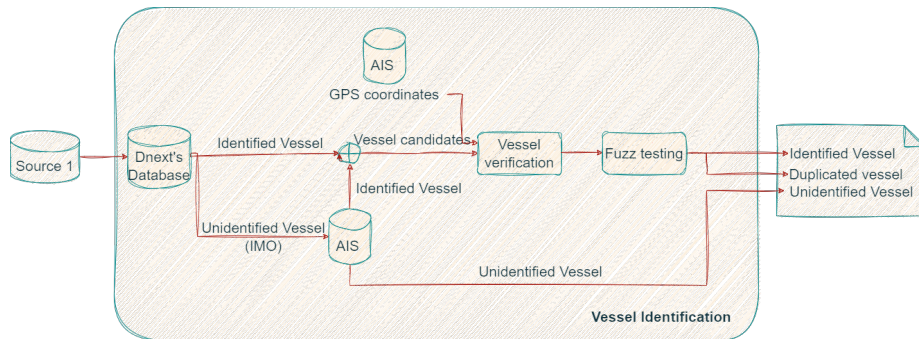 AIS
GPS coordinates
Source 1
Dnext's
Database
Identified Vessel
Vessel candidates
Vessel
verification
Fuzz testing
Identified Vessel
Duplicated vessel
Unidentified Vessel
Identified Vessel
Unidentified Vessel
(IMO)
AIS
Unidentified Vessel
Vessel Identification